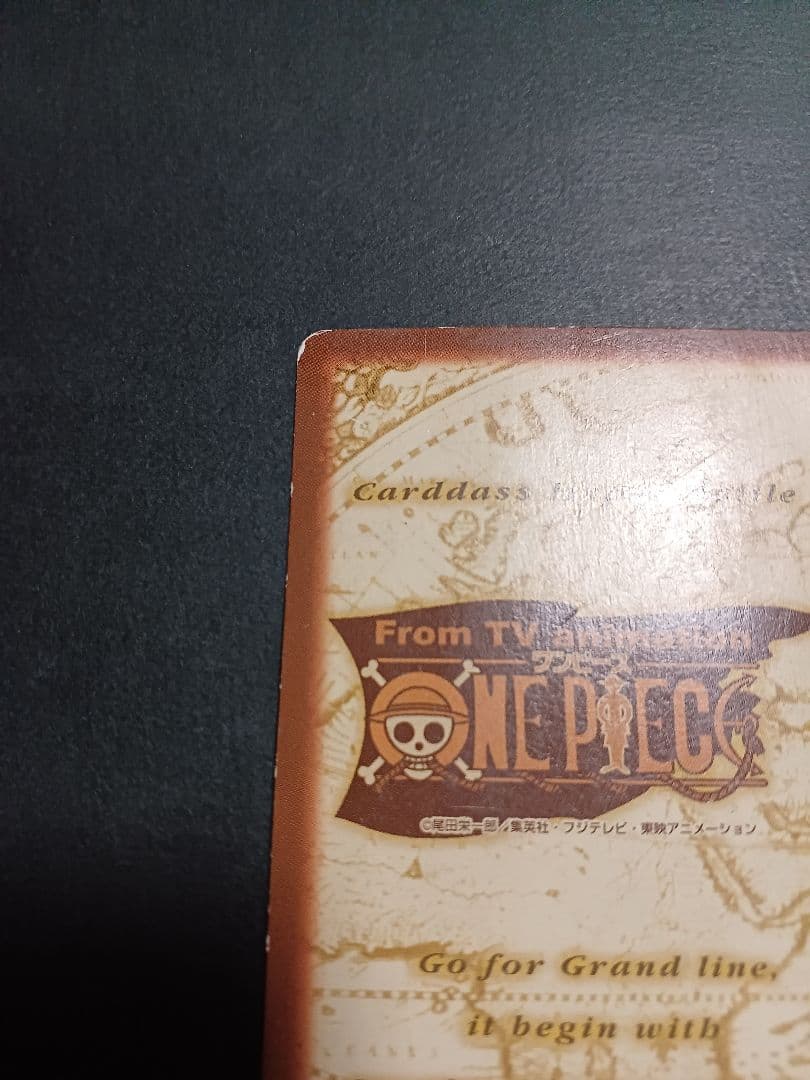 Carddass
From TV animation
ワンピース
ONE PIECE
©尾田栄一郎/集英社・フジテレビ・東映アニメーション
Go for Grand line,
it begin with